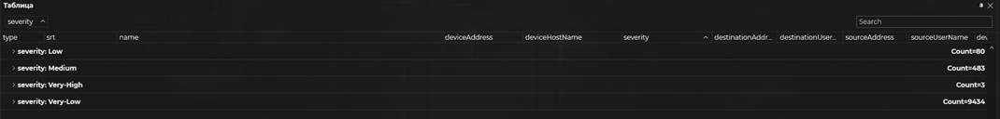 Таблица
severity
Search
type srt name deviceAddress deviceHostName severity destinationAddr... destinationUser... sourceAddress sourceUserName
severity: Low Count=80
severity: Medium Count=483
severity: Very-High Count=3
severity: Very-Low Count=9434